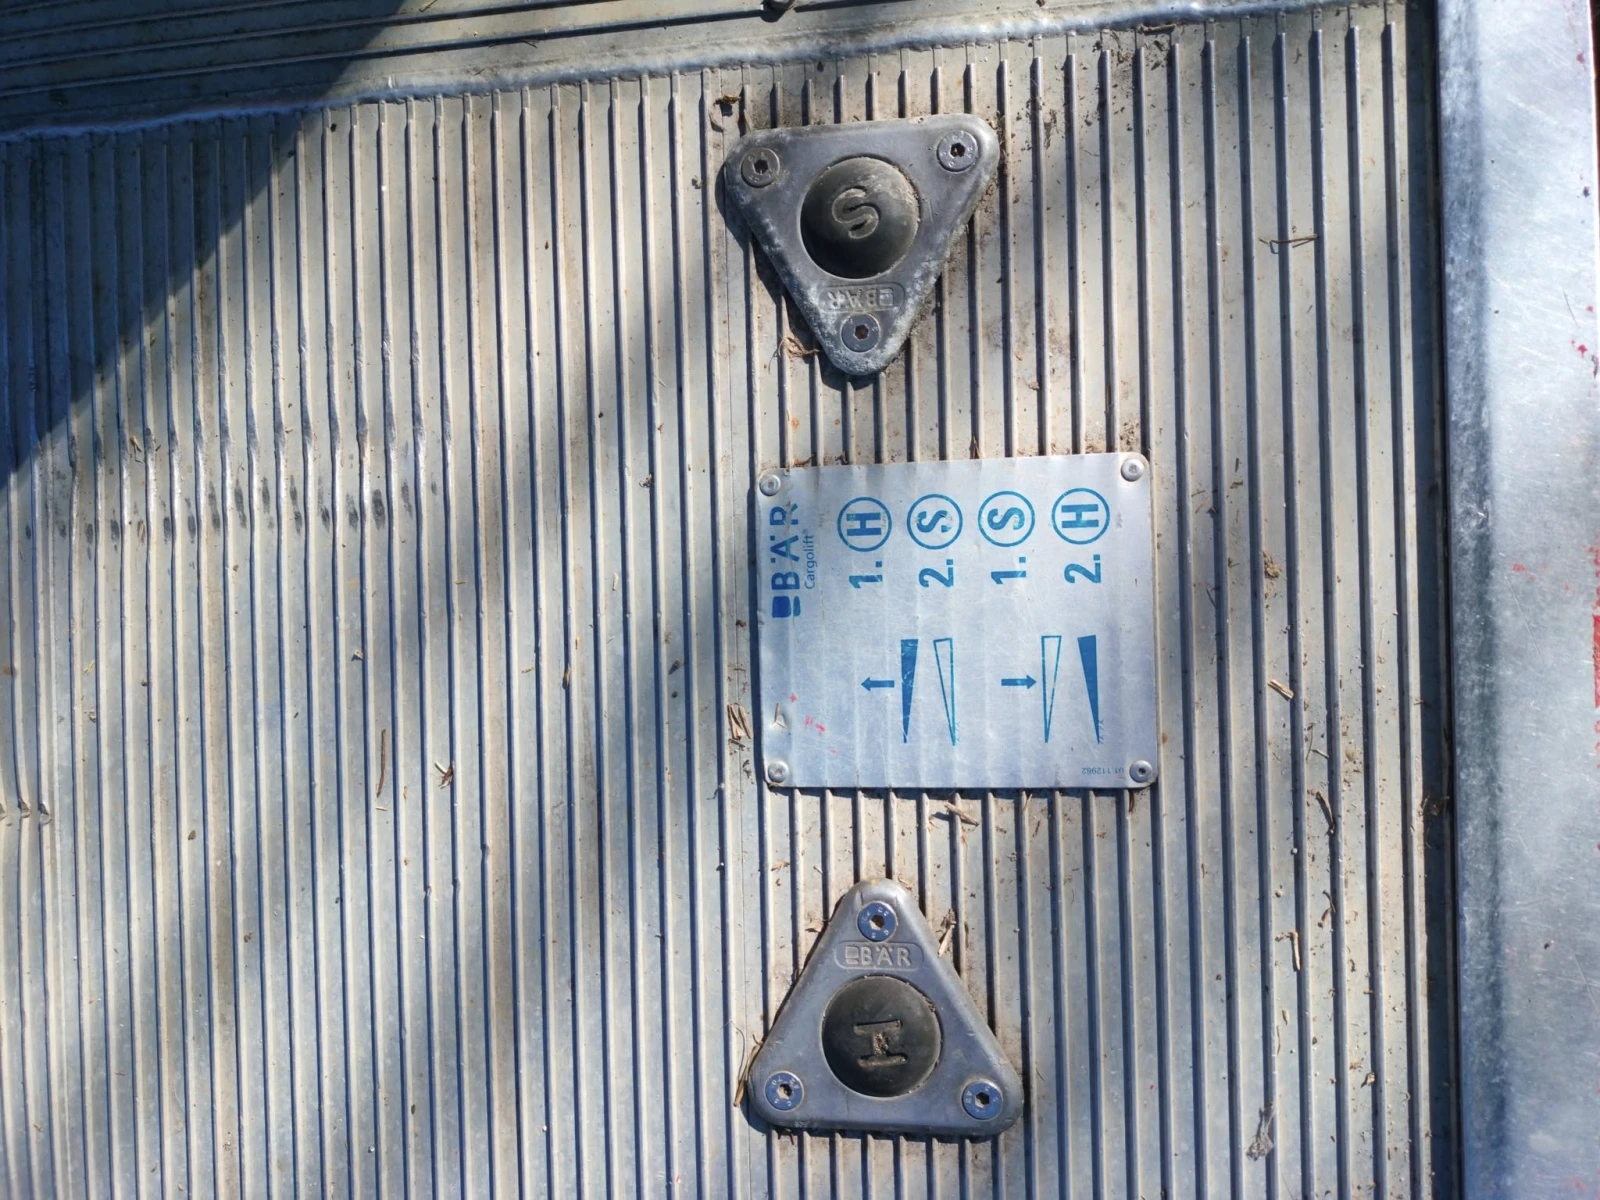 S
BÄR
BÄR
Cargolift
1. H
2. S
1. S
2. H
BÄR
H